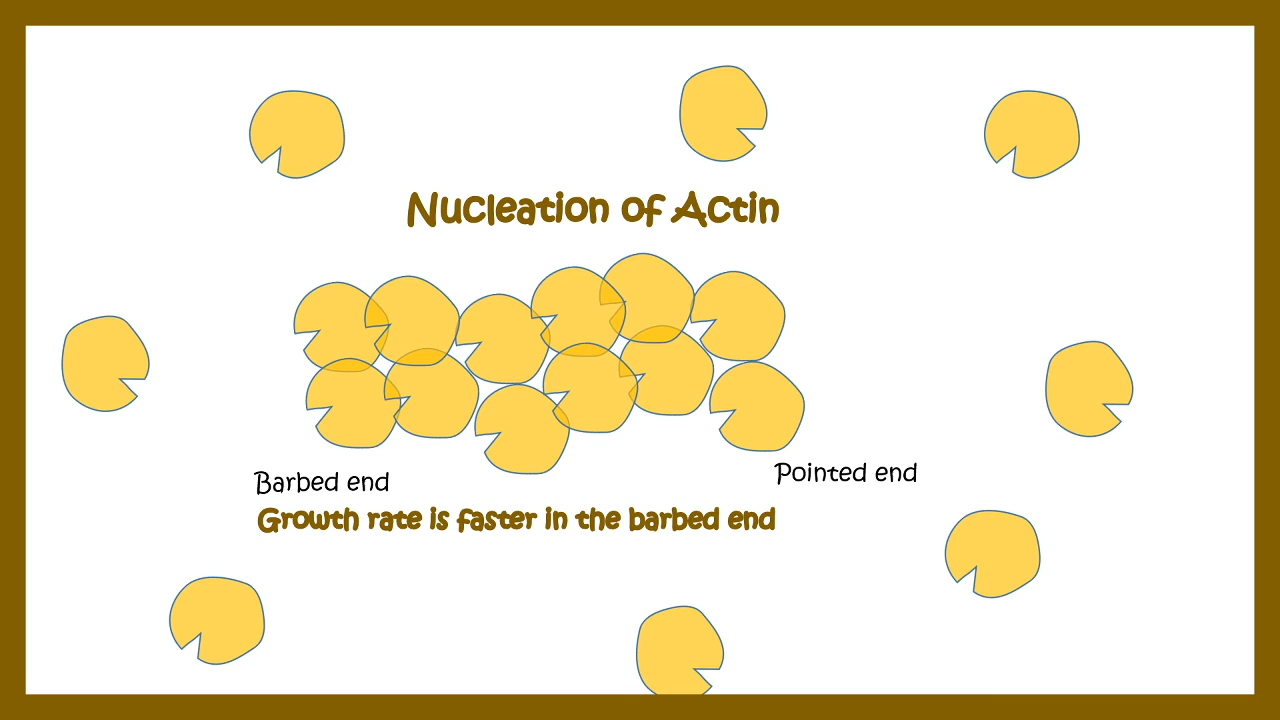 Nucleation of Actin
Barbed end
Pointed end
Growth rate is faster in the barbed end